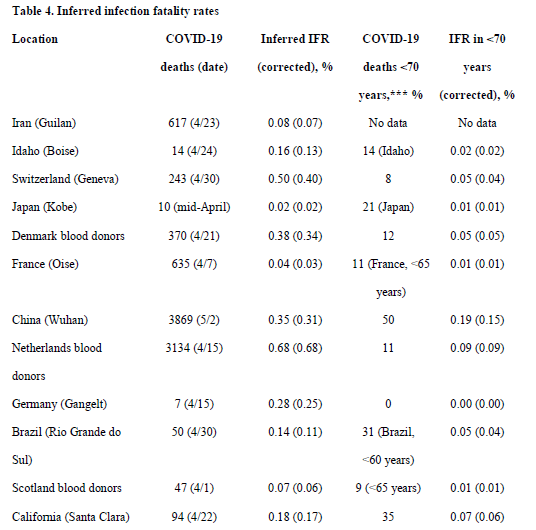 Table 4. Inferred infection fatality rates
Location COVID-19 Inferred IFR COVID-19 IFR in <70
deaths (date) (corrected), % deaths <70 years
years,*** % (corrected), %
Iran (Guilan) 617 (4/23) 0.08 (0.07) No data No data
Idaho (Boise) 14 (4/24) 0.16 (0.13) 14 (Idaho) 0.02 (0.02)
Switzerland (Geneva) 243 (4/30) 0.50 (0.40) 8 0.05 (0.04)
Japan (Kobe) 10 (mid-April) 0.02 (0.02) 21 (Japan) 0.01 (0.01)
Denmark blood donors 370 (4/21) 0.38 (0.34) 12 0.05 (0.05)
France (Oise) 635 (4/7) 0.04 (0.03) 11 (France, <65 0.01 (0.01)
years)
China (Wuhan) 3869 (5/2) 0.35 (0.31) 50 0.19 (0.15)
Netherlands blood 3134 (4/15) 0.68 (0.68) 11 0.09 (0.09)
donors
Germany (Gangelt) 7 (4/15) 0.28 (0.25) 0 0.00 (0.00)
Brazil (Rio Grande do 50 (4/30) 0.14 (0.11) 31 (Brazil, 0.05 (0.04)
Sul) <60 years)
Scotland blood donors 47 (4/1) 0.07 (0.06) 9 (<65 years) 0.01 (0.01)
California (Santa Clara) 94 (4/22) 0.18 (0.17) 35 0.07 (0.06)